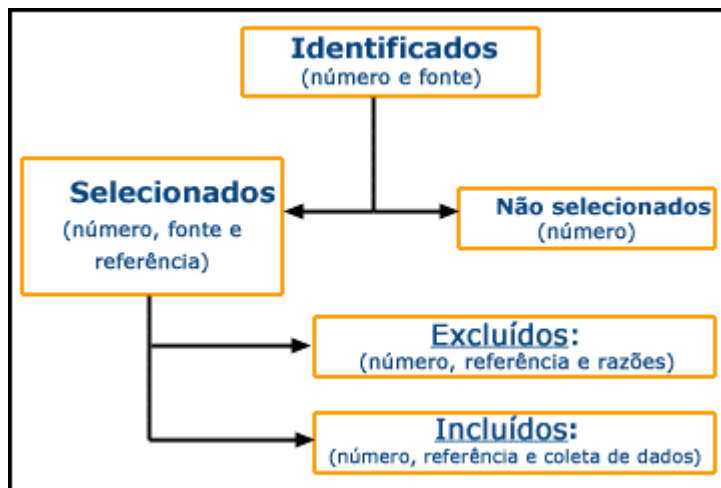 Identificados
(número e fonte)
Selecionados
(número, fonte e
referência)
Não selecionados
(número)
Excluídos:
(número, referência e razões)
Incluídos:
(número, referência e coleta de dados)